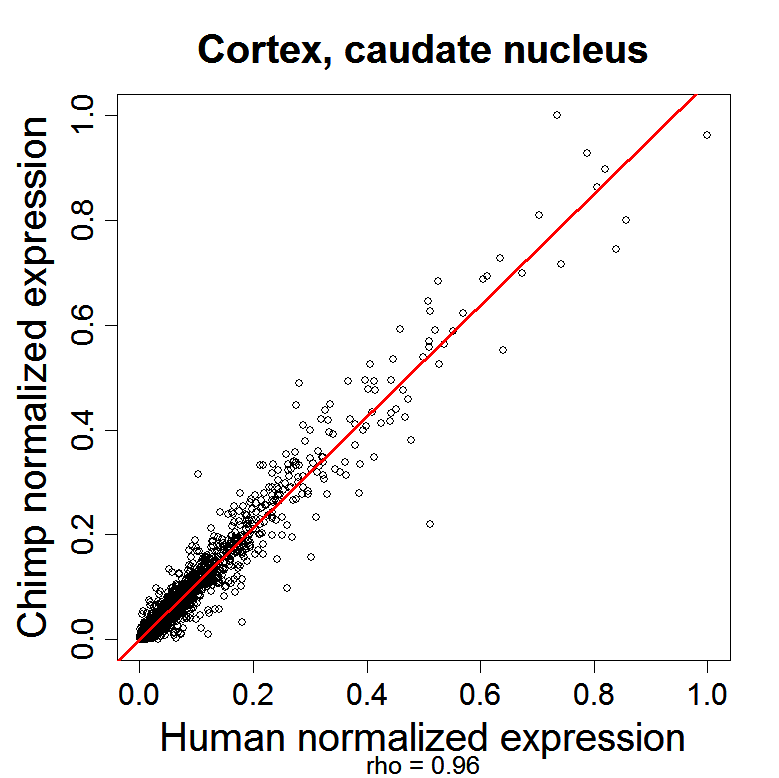 Cortex, caudate nucleus
Chimp normalized expression
1.0
0.8
0.6
0.4
0.2
0.0
0.0 0.2 0.4 0.6 0.8 1.0
Human normalized expression
rho = 0.96